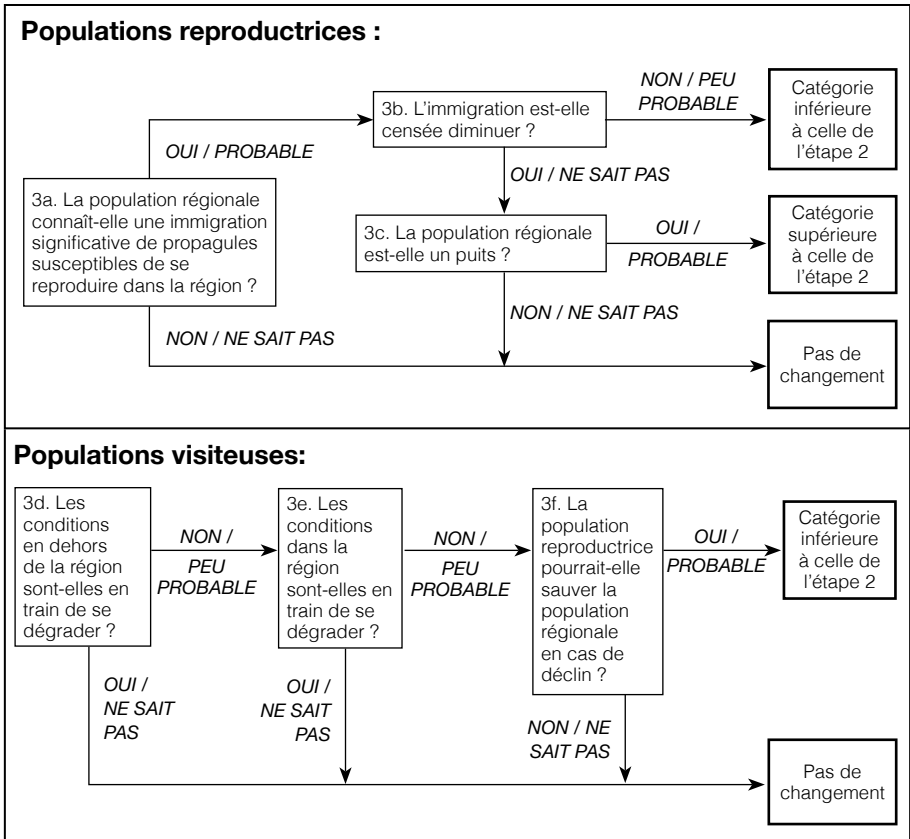 Populations reproductrices :
3b. L'immigration est-elle
censée diminuer ?
NON / PEU
PROBABLE
Catégorie
inférieure
à celle de
l'étape 2
OUI / PROBABLE
OUI / NE SAIT PAS
3a. La population régionale
connaît-elle une immigration
significative de propagules
susceptibles de se
reproduire dans la région ?
3c. La population régionale
est-elle un puits ?
OUI /
PROBABLE
Catégorie
supérieure
à celle de
l'étape 2
NON / NE SAIT PAS
NON / NE SAIT PAS
Pas de
changement
Populations visiteuses:
3d. Les
conditions
en dehors
de la région
sont-elles en
train de se
dégrader ?
NON /
PEU
PROBABLE
3e. Les
conditions
dans la
région
sont-elles en
train de se
dégrader ?
NON /
PEU
PROBABLE
3f. La
population
reproductrice
pourrait-elle
sauver la
population
régionale
en cas de
déclin ?
OUI /
PROBABLE
Catégorie
inférieure
à celle de
l'étape 2
OUI /
NE SAIT
PAS
OUI /
NE SAIT
PAS
NON / NE
SAIT PAS
Pas de
changement